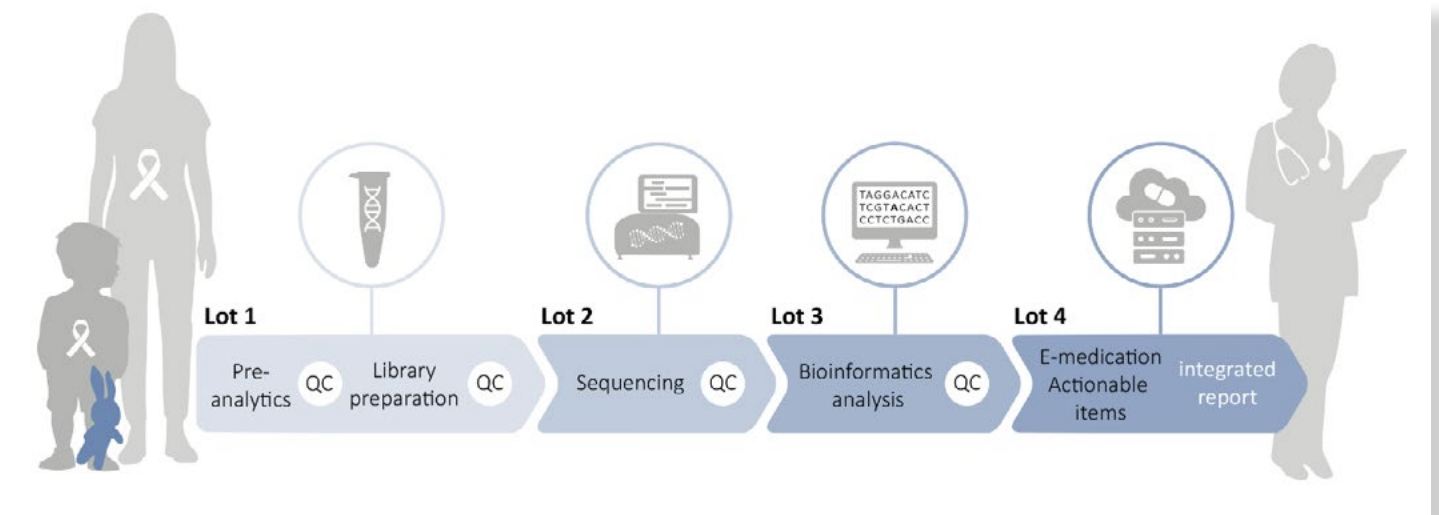 TAGGACATC
TCGTACACT
CCTCTGACC
Lot 1
Pre-
analytics
QC
Library
preparation
QC
Lot 2
Sequencing
QC
Lot 3
Bioinformatics
analysis
QC
Lot 4
E-medication
Actionable
items
integrated
report